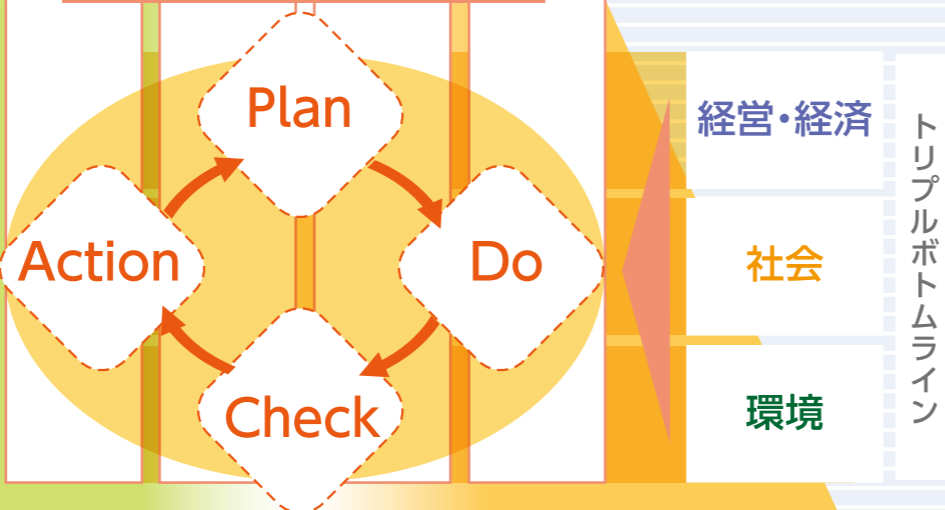 Plan
Action
Do
Check
経営・経済
社会
環境
トリプルボトムライン